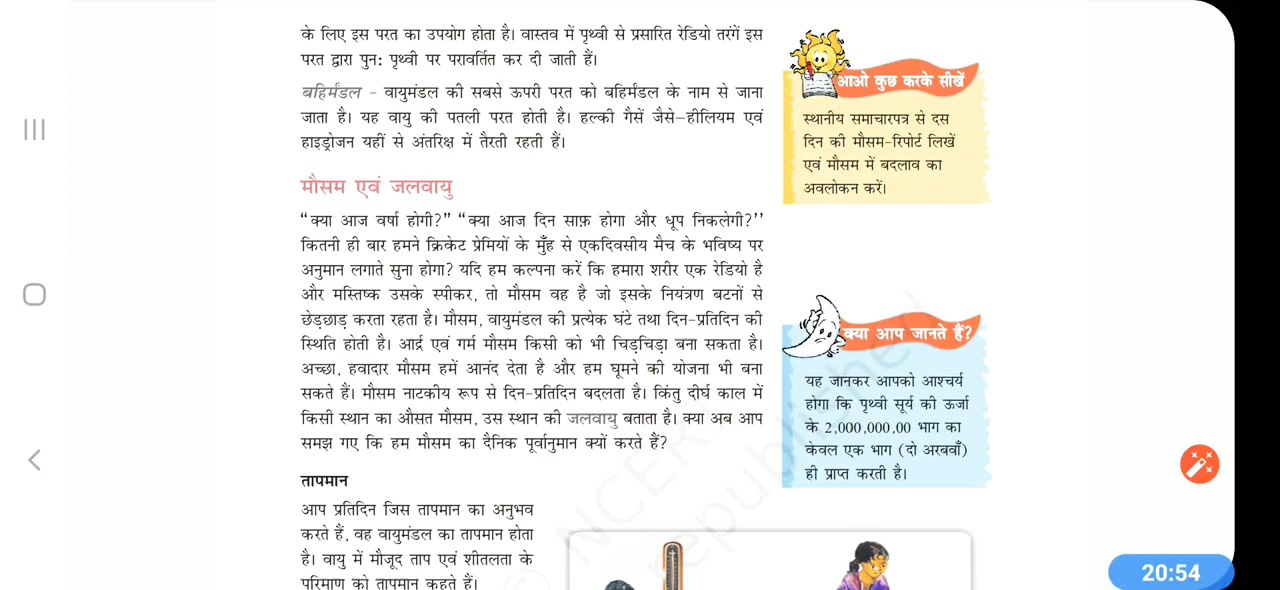 के लिए इस परत का उपयोग होता है। वास्तव में पृथ्वी से प्रसारित रेडियो तरंगें इस
परत द्वारा पुन: पृथ्वी पर परावर्तित कर दी जाती हैं।
बहिर्मंडल – वायुमंडल की सबसे ऊपरी परत को बहिर्मंडल के नाम से जाना
जाता है। यह वायु की पतली परत होती है। हल्की गैसें जैसे–हीलियम एवं
हाइड्रोजन यहीं से अंतरिक्ष में तैरती रहती हैं।
मौसम एवं जलवायु
“क्या आज वर्षा होगी?” “क्या आज दिन साफ़ होगा और धूप निकलेगी?’’
कितनी ही बार हमने क्रिकेट प्रेमियों के मुँह से एकदिवसीय मैच के भविष्य पर
अनुमान लगाते सुना होगा? यदि हम कल्पना करें कि हमारा शरीर एक रेडियो है
और मस्तिष्क उसके स्पीकर, तो मौसम वह है जो इसके नियंत्रण बटनों से
छेड़छाड़ करता रहता है। मौसम, वायुमंडल की प्रत्येक घंटे तथा दिन–प्रतिदिन की
स्थिति होती है। आर्द्र एवं गर्म मौसम किसी को भी चिड़चिड़ा बना सकता है।
अच्छा, हवादार मौसम हमें आनंद देता है और हम घूमने की योजना भी बना
सकते हैं। मौसम नाटकीय रूप से दिन–प्रतिदिन बदलता है। किंतु दीर्घ काल में
किसी स्थान का औसत मौसम, उस स्थान की जलवायु बताता है। क्या अब आप
समझ गए कि हम मौसम का दैनिक पूर्वानुमान क्यों करते हैं?
तापमान
आप प्रतिदिन जिस तापमान का अनुभव
करते हैं, वह वायुमंडल का तापमान होता
है। वायु में मौजूद ताप एवं शीतलता के
परिमाण को तापमान कहते हैं।
आओ कुछ करके सीखें
स्थानीय समाचारपत्र से दस
दिन की मौसम–रिपोर्ट लिखें
एवं मौसम में बदलाव का
अवलोकन करें।
क्या आप जानते हैं?
यह जानकर आपको आश्चर्य
होगा कि पृथ्वी सूर्य की ऊर्जा
के 2,000,000,00 भाग का
केवल एक भाग (दो अरबवाँ)
ही प्राप्त करती है।
© NCERT
republished
20:54